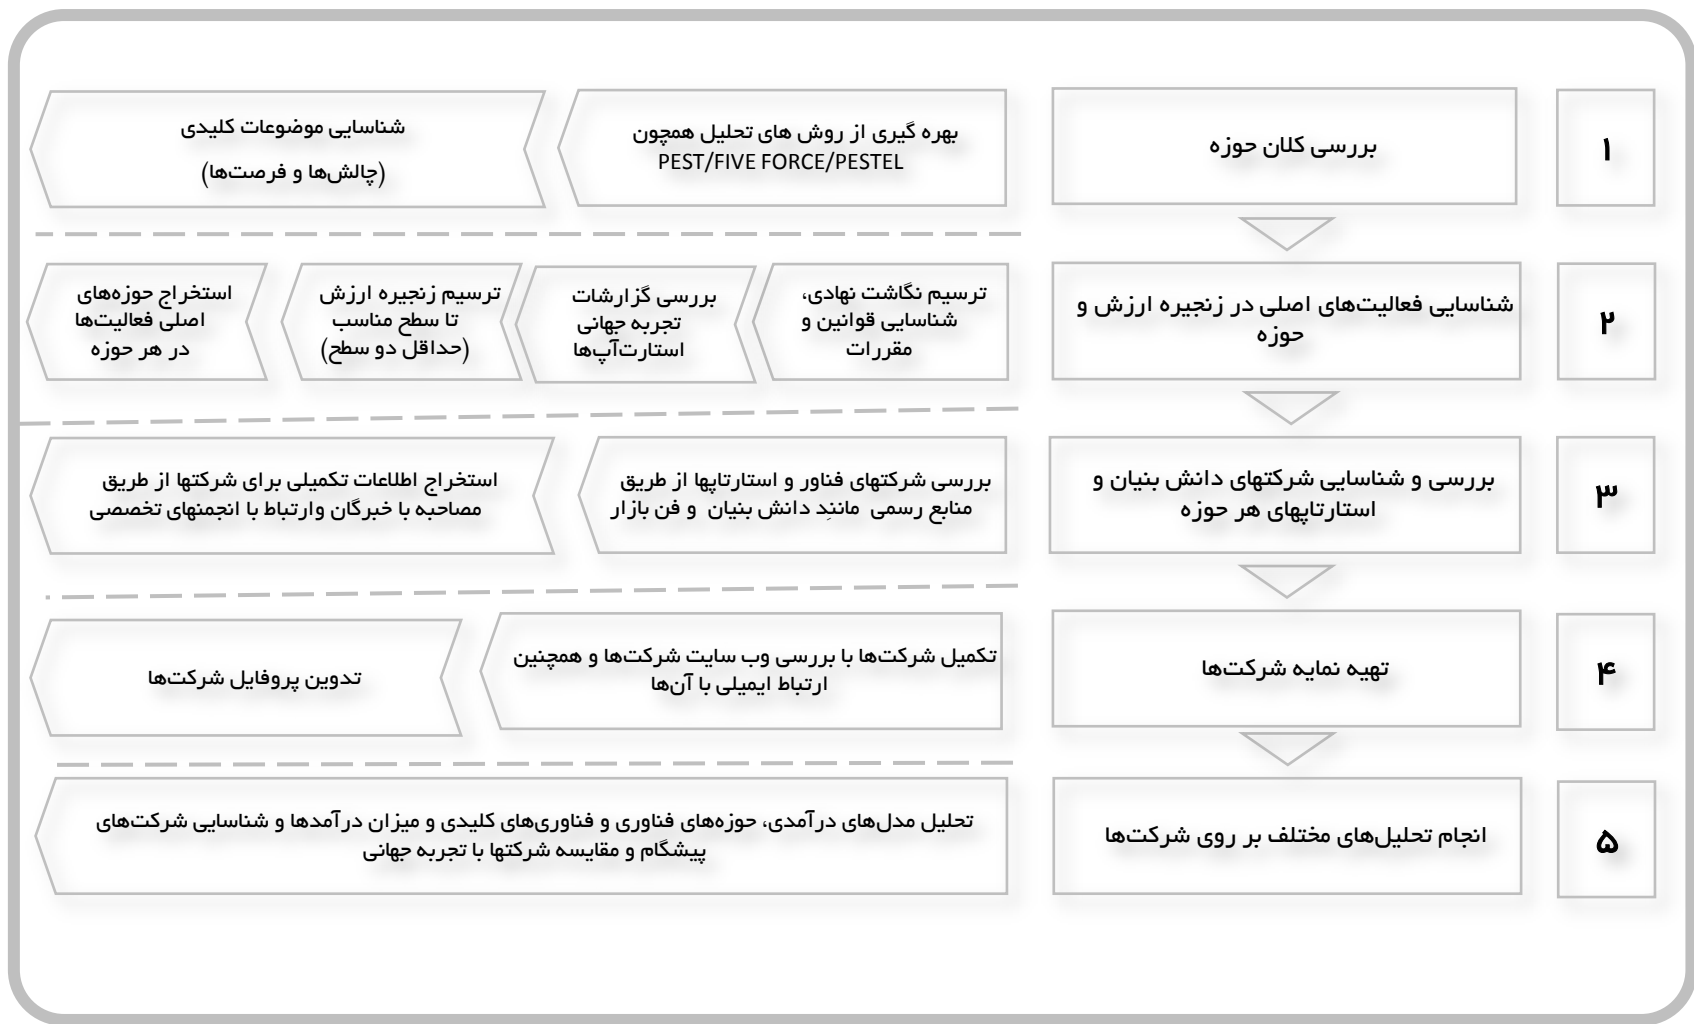 ۱
بررسی کلان حوزه
بهره گیری از روش های تحلیل همچون
PEST/FIVE FORCE/PESTEL
شناسایی موضوعات کلیدی
(چالش‌ها و فرصت‌ها)
۲
شناسایی فعالیت‌های اصلی در زنجیره ارزش و
حوزه
ترسیم نگاشت نهادی،
شناسایی قوانین و
مقررات
بررسی گزارشات
تجربه جهانی
استارت‌آپ‌ها
ترسیم زنجیره ارزش
تا سطح مناسب
(حداقل دو سطح)
استخراج حوزه‌های
اصلی فعالیت‌ها
در هر حوزه
۳
بررسی و شناسایی شرکتهای دانش بنیان و
استارتاپهای هر حوزه
بررسی شرکتهای فناور و استارتاپها از طریق
منابع رسمی مانندِ دانش بنیان و فن بازار
استخراج اطلاعات تکمیلی برای شرکتها از طریق
مصاحبه با خبرگان وارتباط با انجمنهای تخصصی
۴
تهیه نمایه شرکت‌ها
تکمیل شرکت‌ها با بررسی وب سایت شرکت‌ها و همچنین
ارتباط ایمیلی با آن‌ها
تدوین پروفایل شرکت‌ها
۵
انجام تحلیل‌های مختلف بر روی شرکت‌ها
تحلیل مدل‌های درآمدی، حوزه‌های فناوری و فناوری‌های کلیدی و میزان درآمدها و شناسایی شرکت‌های
پیشگام و مقایسه شرکتها با تجربه جهانی